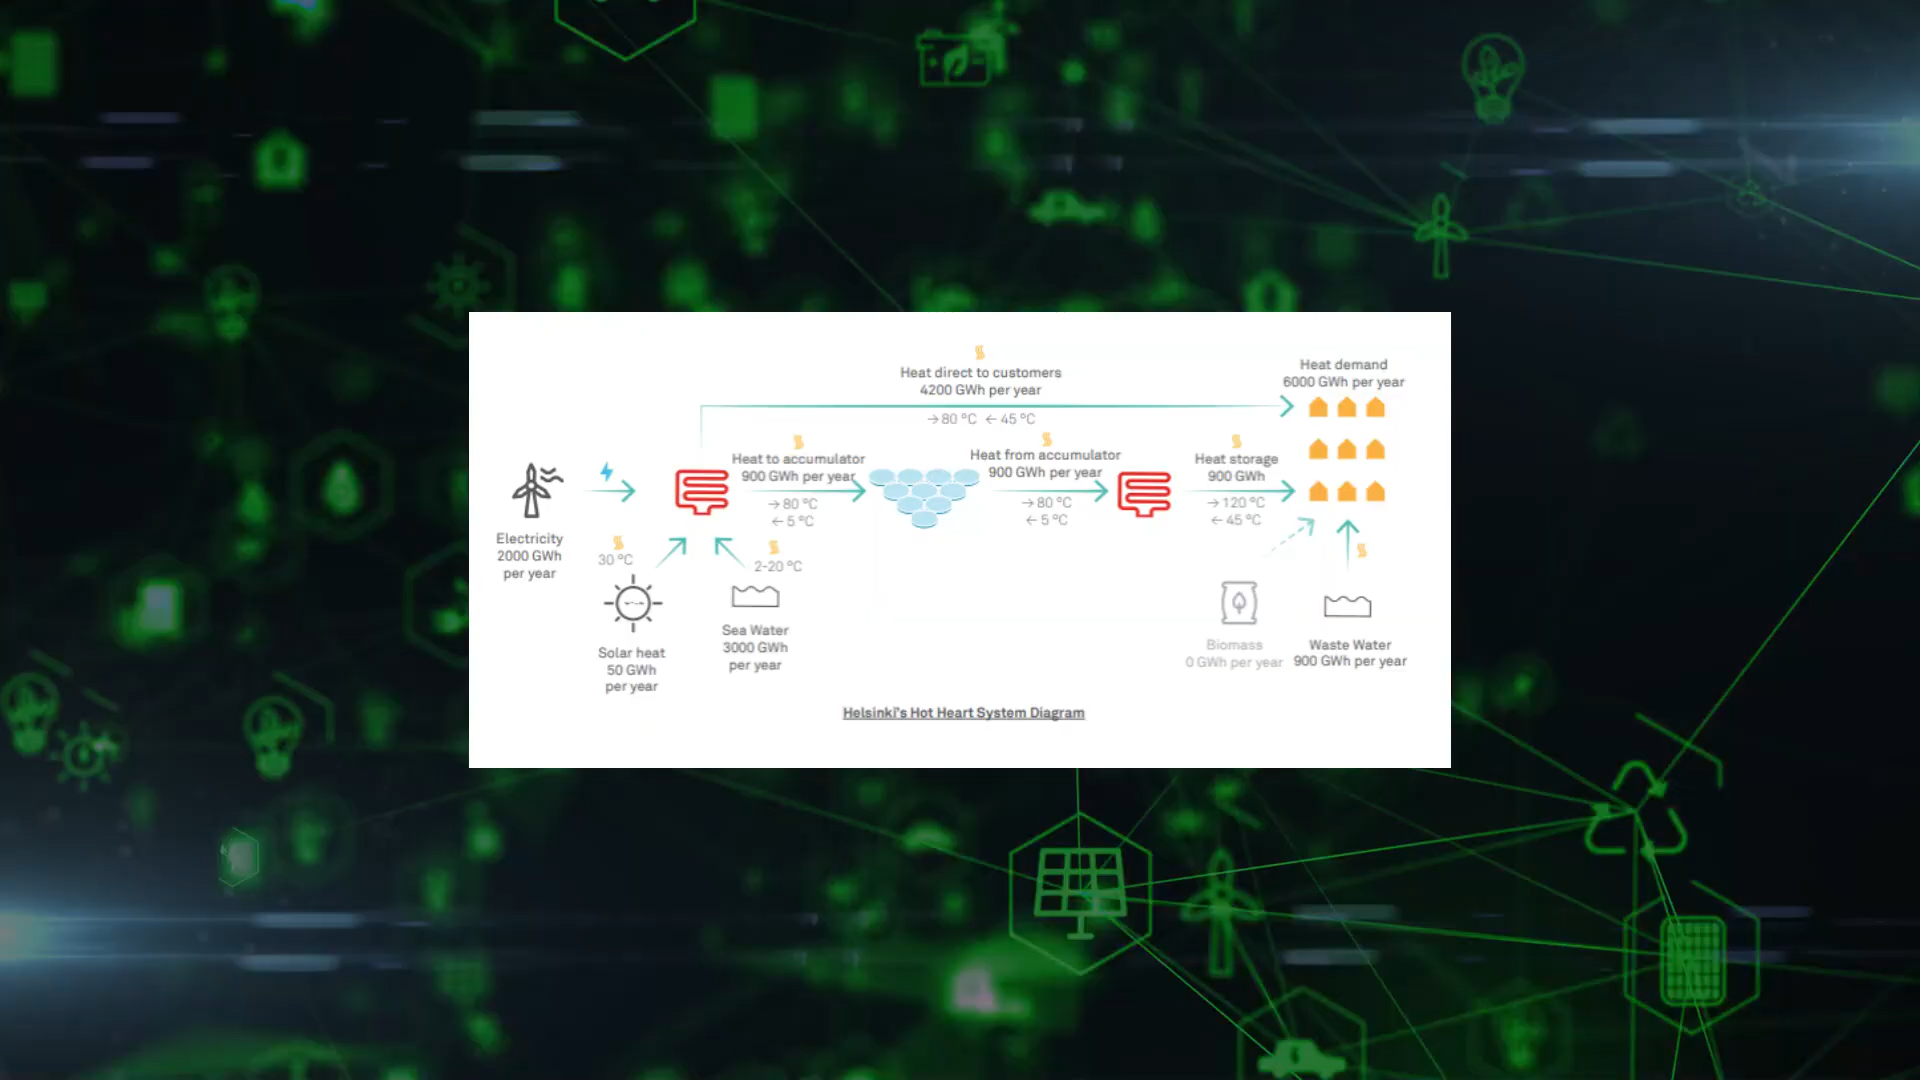 Heat direct to customers
4200 GWh per year
→ 80 °C ← 45 °C
Heat demand
6000 GWh per year
Heat to accumulator
900 GWh per year
→ 80 °C
← 5 °C
Heat from accumulator
900 GWh per year
→ 80 °C
← 5 °C
Heat storage
900 GWh
→ 120 °C
← 45 °C
Electricity
2000 GWh
per year
30 °C
Solar heat
50 GWh
per year
2-20 °C
Sea Water
3000 GWh
per year
Biomass
0 GWh per year
Waste Water
900 GWh per year
Helsinki's Hot Heart System Diagram